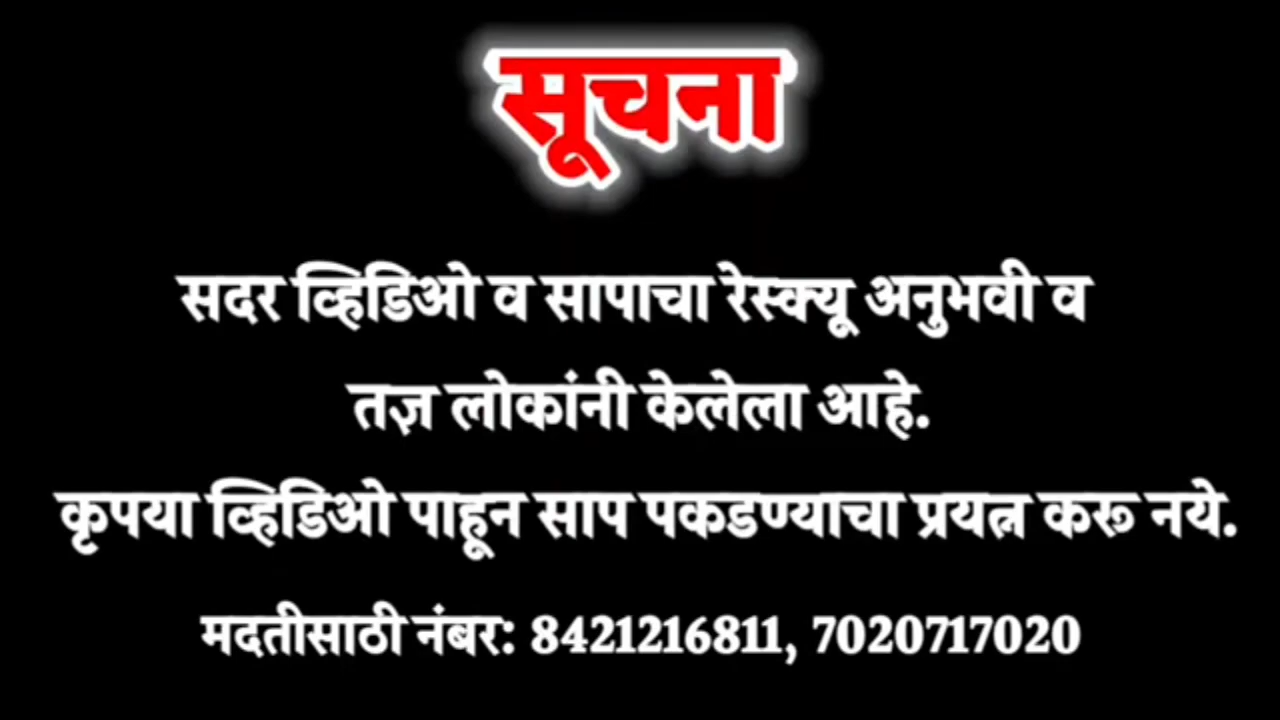 सूचना
सदर व्हिडिओ व सापाचा रेस्क्यू अनुभवी व
तज्ञ लोकांनी केलेला आहे.
कृपया व्हिडिओ पाहून साप पकडण्याचा प्रयत्न करू नये.
मदतीसाठी नंबर: 8421216811, 7020717020